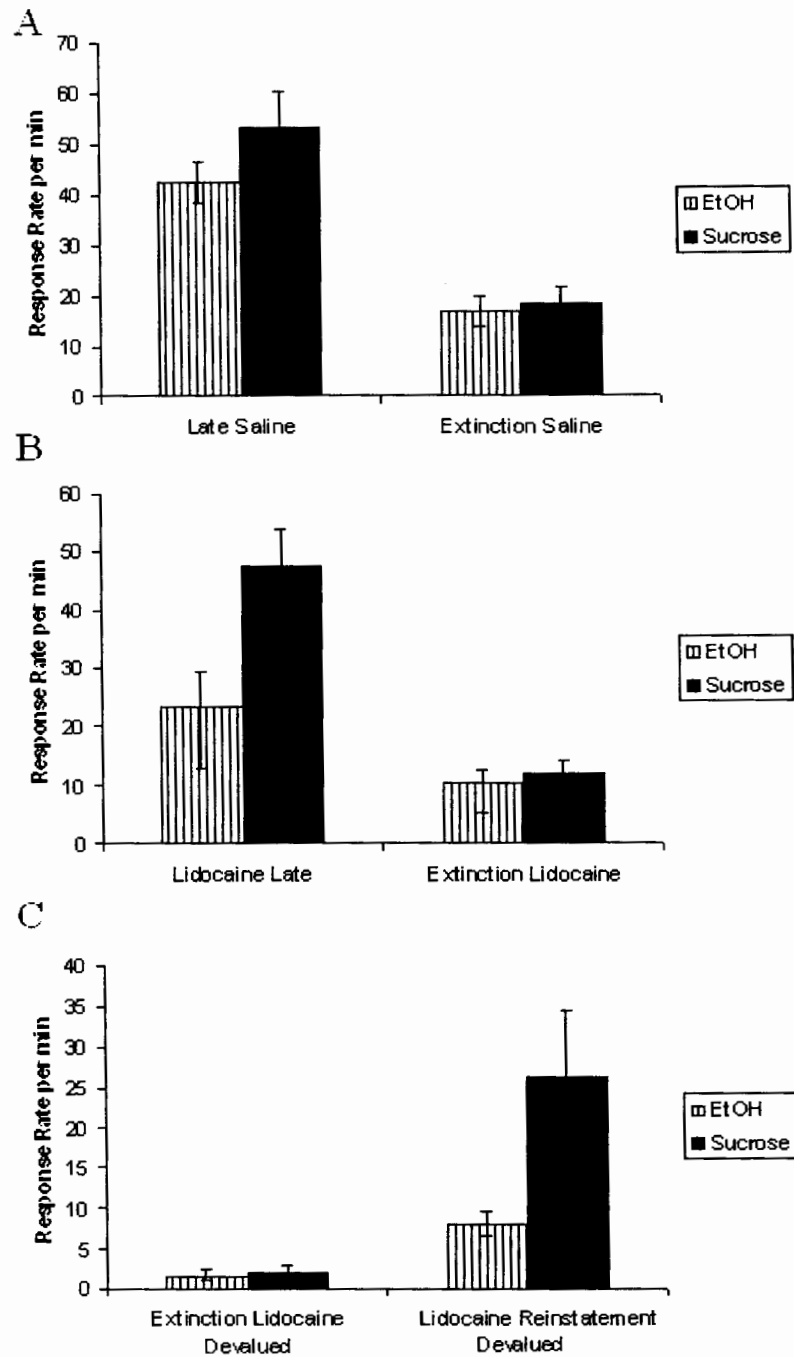 A
70
60
50
40
30
20
10
0
Response Rate per min
Late Saline Extinction Saline
EtOH
Sucrose
B
60
50
40
30
20
10
0
Response Rate per min
Lidocaine Late Extinction Lidocaine
EtOH
Sucrose
C
40
35
30
25
20
15
10
5
0
Response Rate per min
Extinction Lidocaine Lidocaine Reinstatement
Devalued Devalued
EtOH
Sucrose